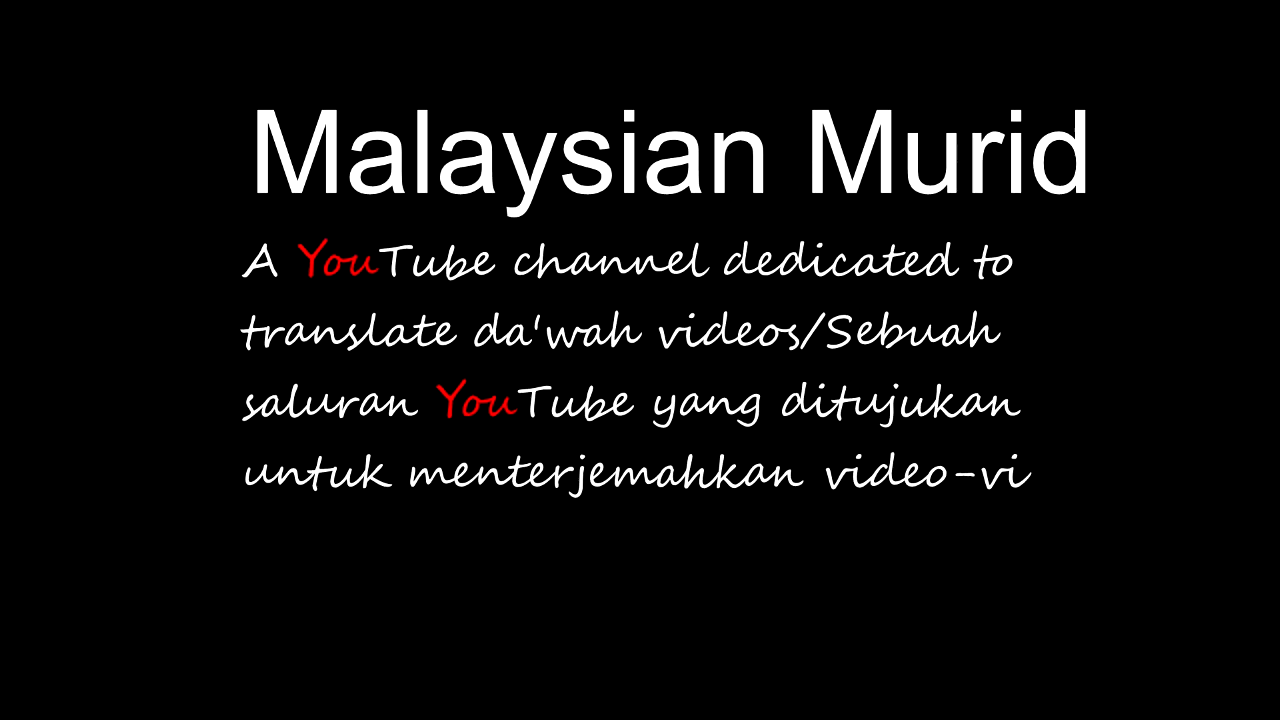 Malaysian Murid
A YouTube channel dedicated to
translate da'wah videos/Sebuah
saluran YouTube yang ditujukan
untuk menterjemahkan video-vi